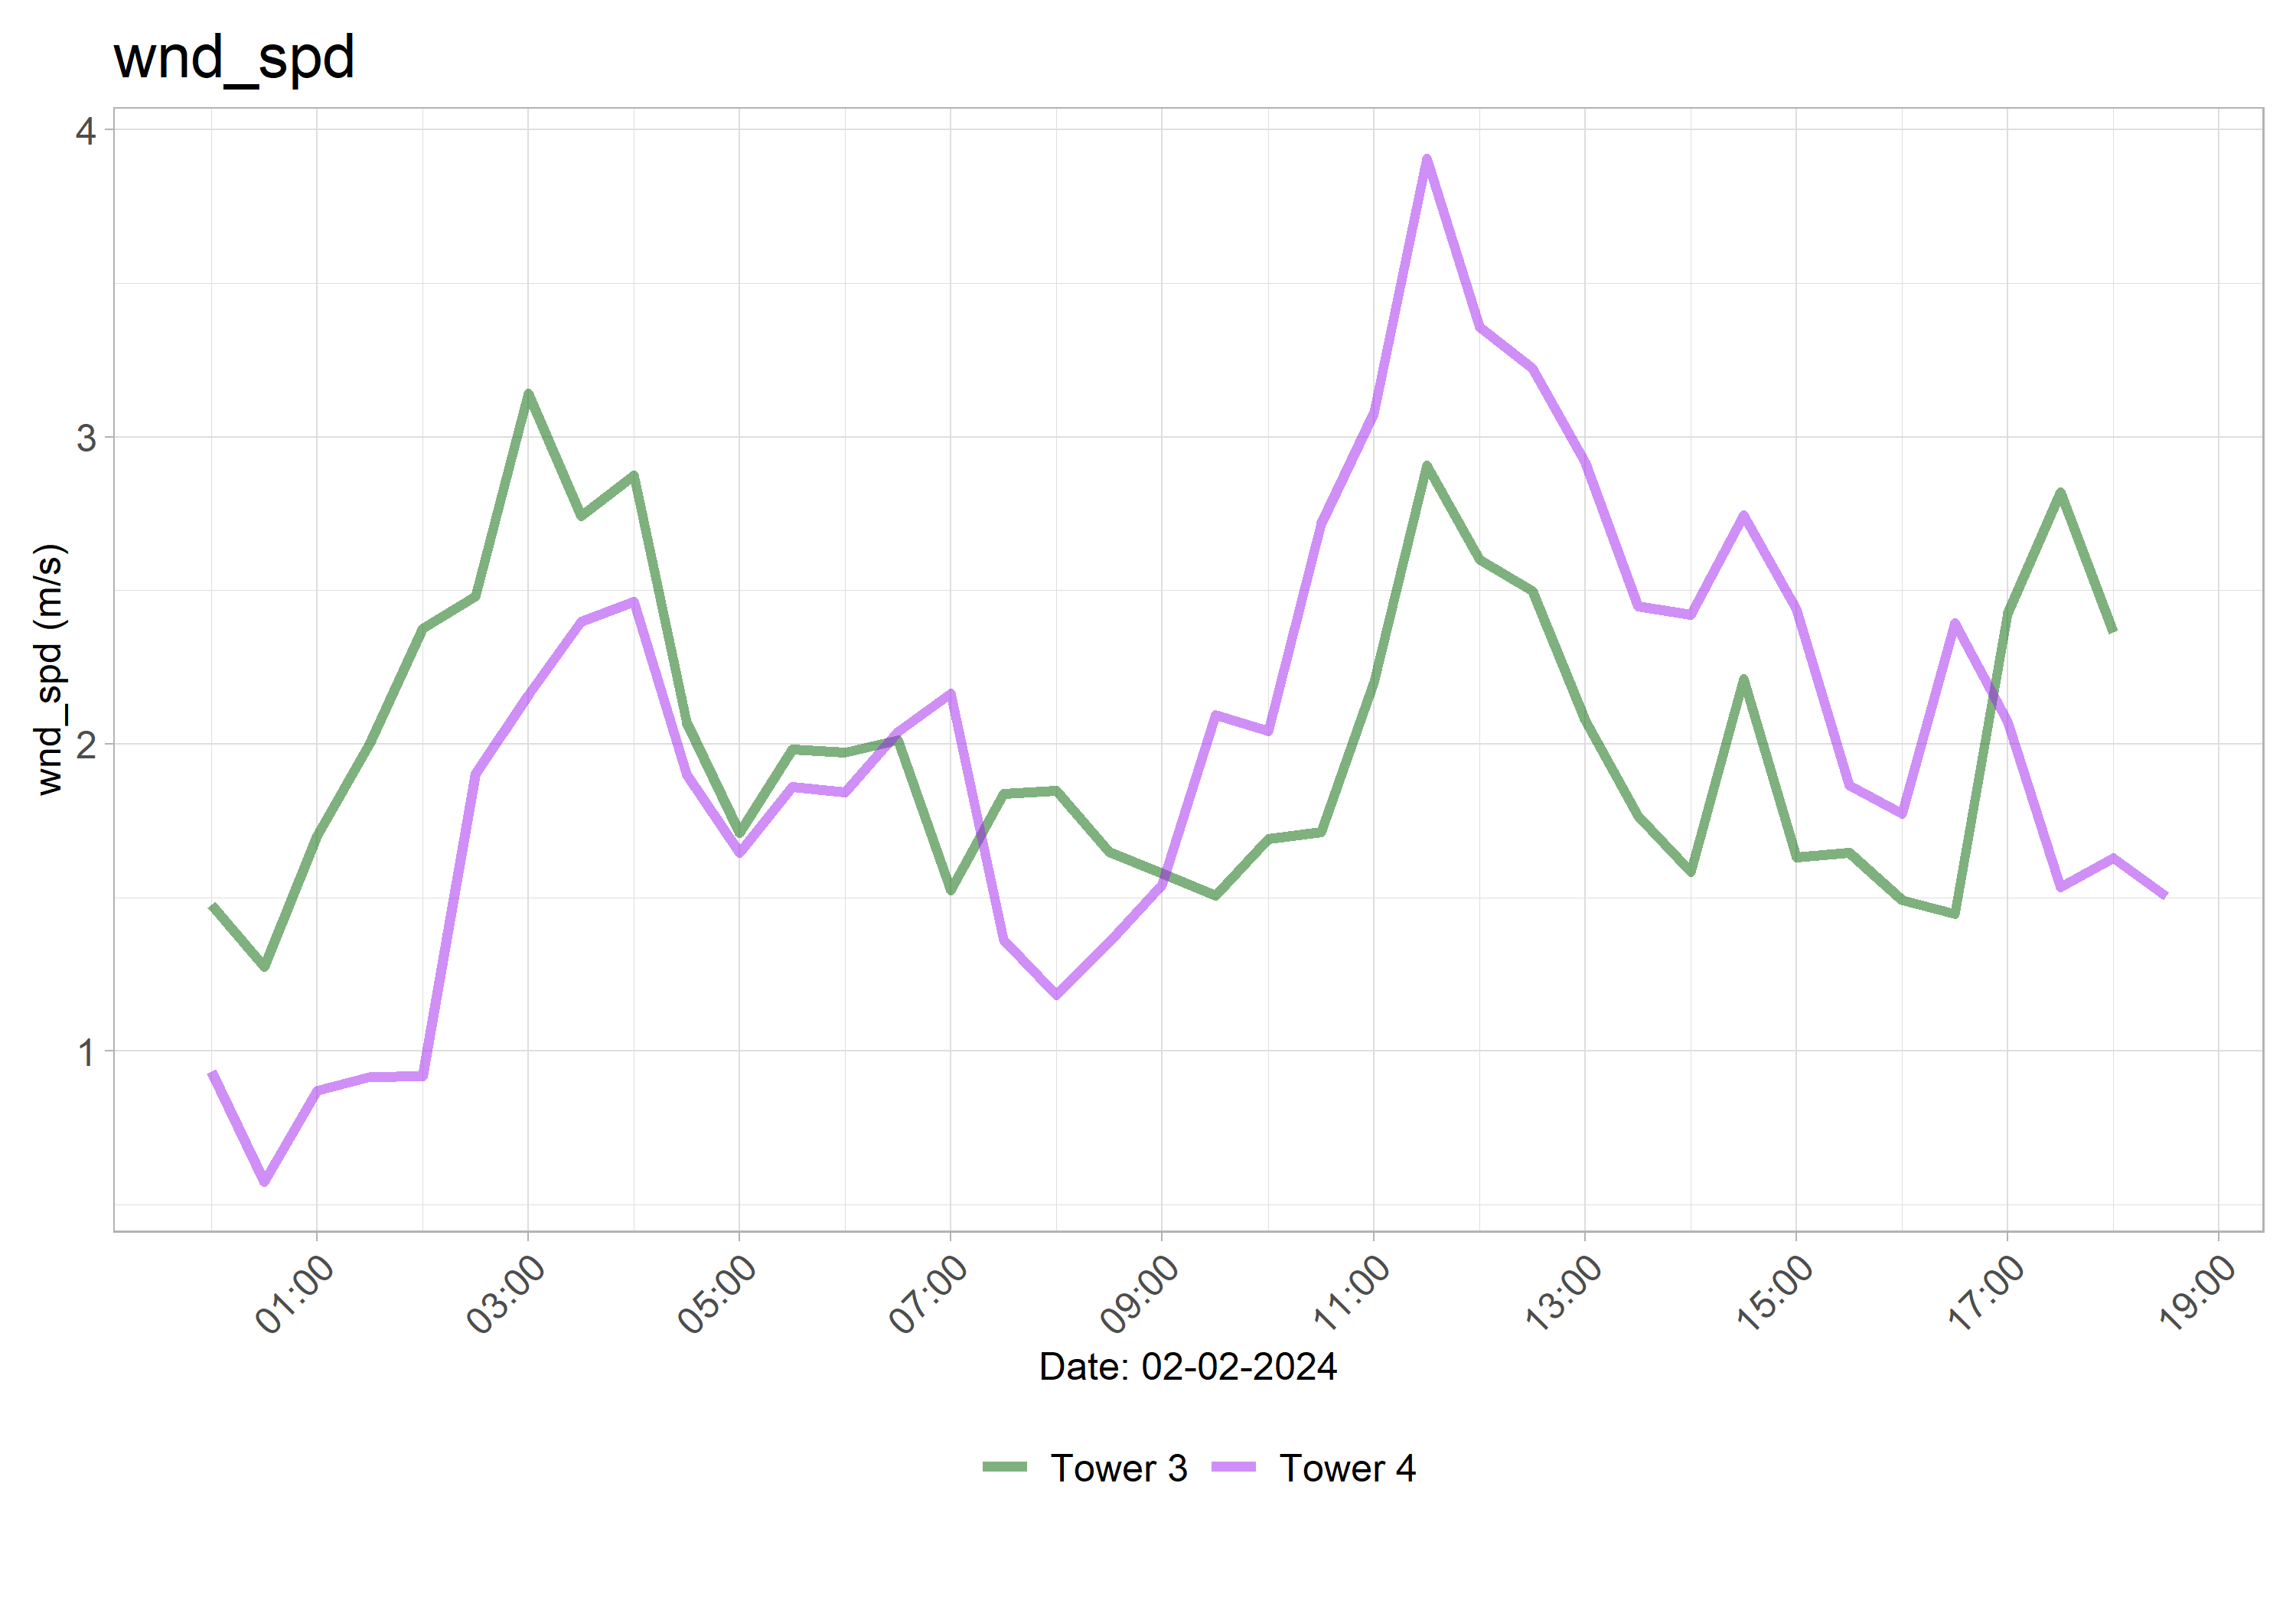 wnd_spd
4
3
2
1
wnd_spd (m/s)
01:00 03:00 05:00 07:00 09:00 11:00 13:00 15:00 17:00 19:00
Date: 02-02-2024
Tower 3 Tower 4